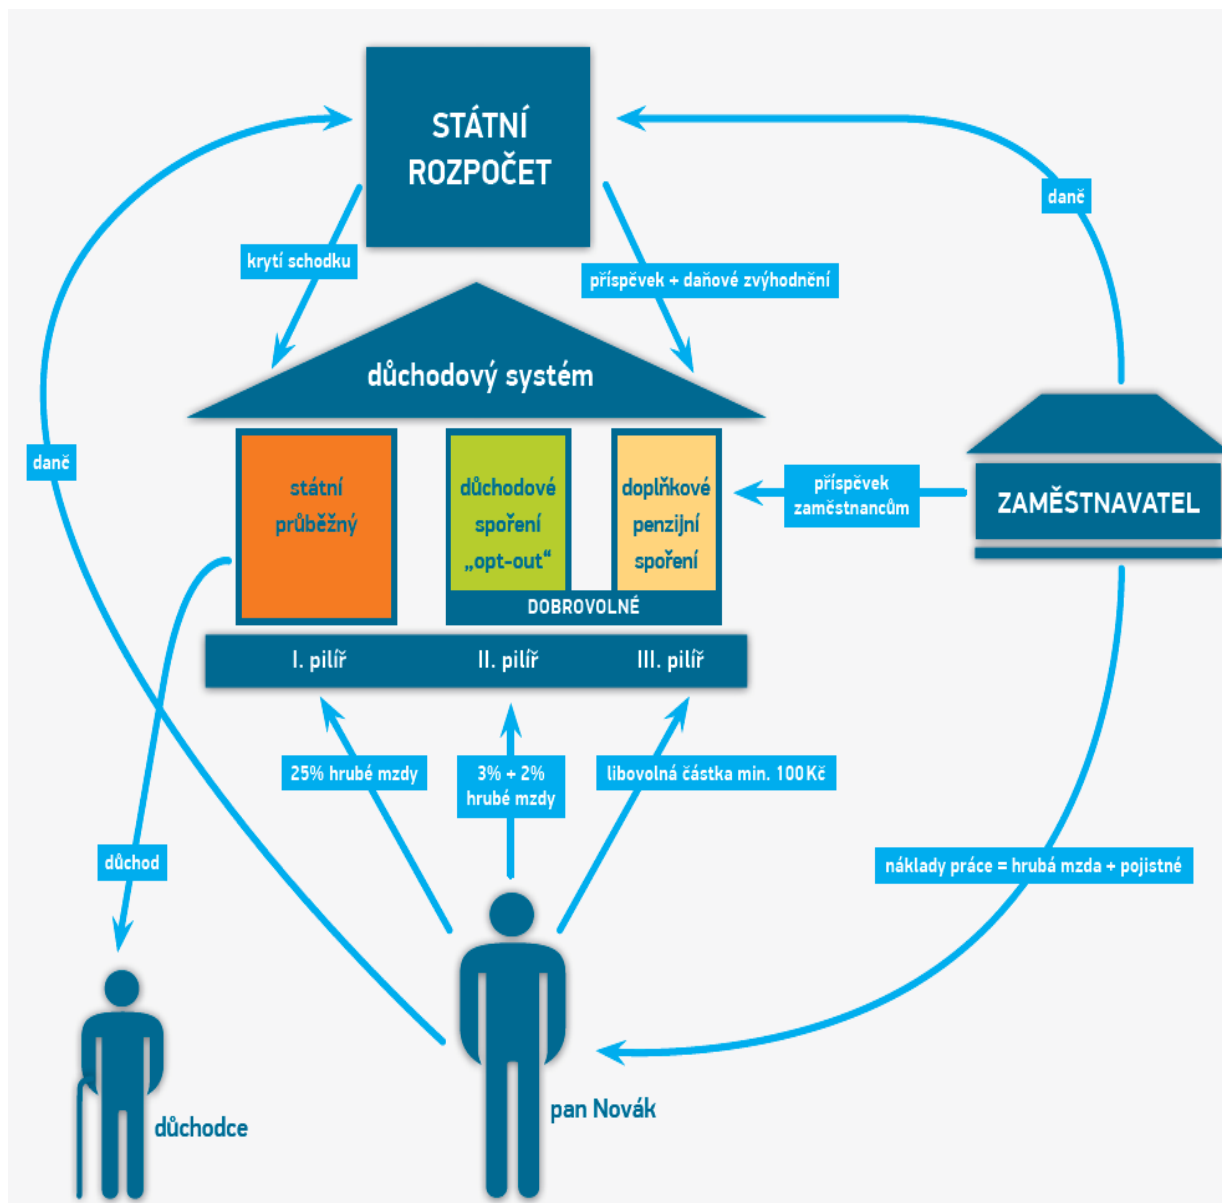 STÁTNÍ
ROZPOČET
daně
krytí schodku
příspěvek + daňové zvýhodnění
důchodový systém
daně
státní
průběžný
důchodové
spoření
„opt-out“
doplňkové
penzijní
spoření
DOBROVOLNÉ
příspěvek
zaměstnancům
ZAMĚSTNAVATEL
I. pilíř
II. pilíř
III. pilíř
25% hrubé mzdy
3% + 2%
hrubé mzdy
libovolná částka min. 100 Kč
důchod
náklady práce = hrubá mzda + pojistné
důchodce
pan Novák